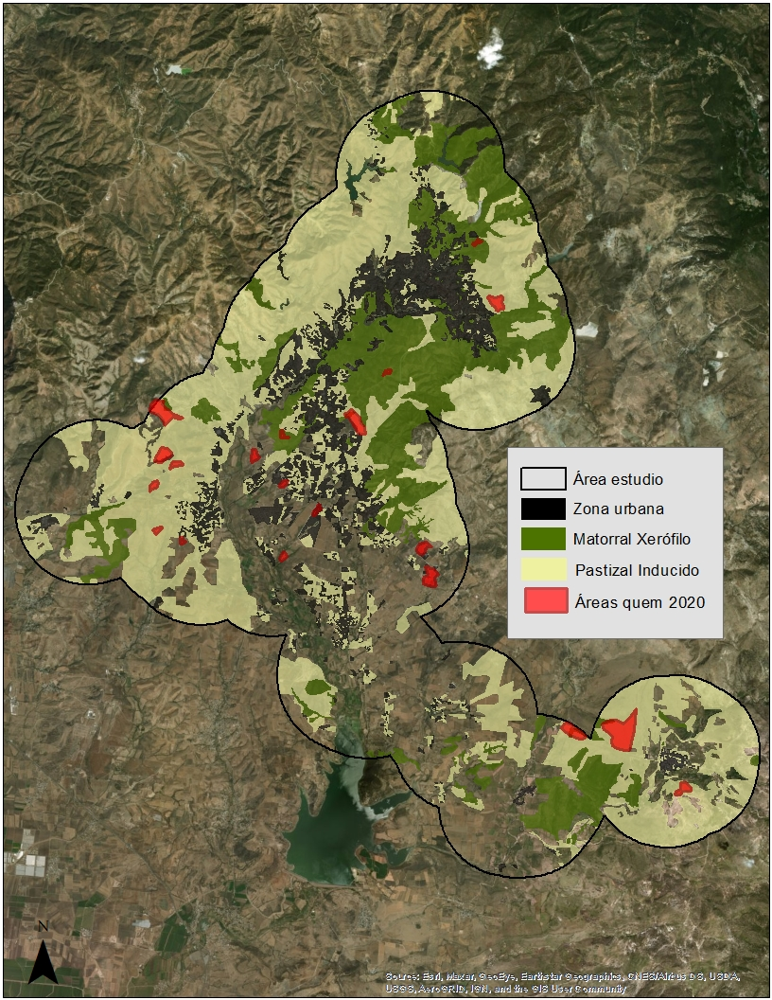 Área estudio
Zona urbana
Matorral Xerófilo
Pastizal Inducido
Áreas quem 2020
N
Source: Esri, Maxar, GeoEye, Earthstar Geographics, CNES/Airbus DS, USDA,
USGS, AeroGRID, IGN, and the GIS User Community